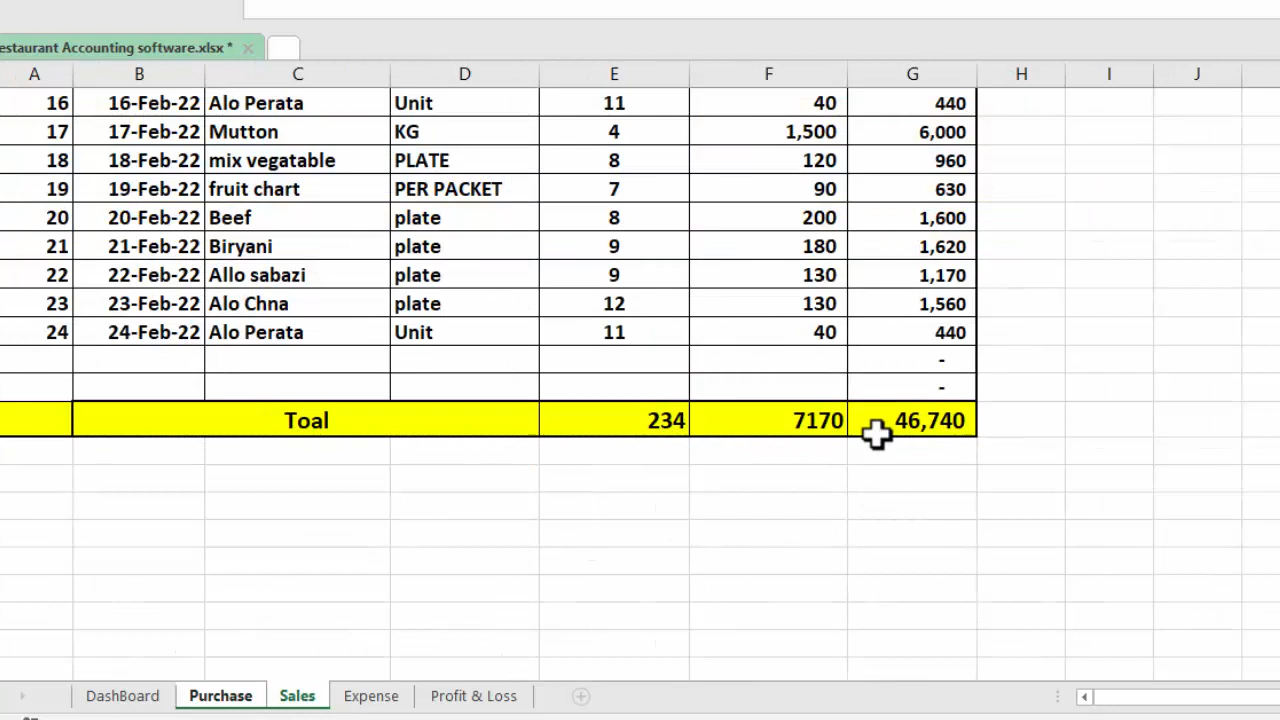 estaurant Accounting software.xlsx *
A B C D E F G H I J
16 16-Feb-22 Alo Perata Unit 11 40 440
17 17-Feb-22 Mutton KG 4 1,500 6,000
18 18-Feb-22 mix vegatable PLATE 8 120 960
19 19-Feb-22 fruit chart PER PACKET 7 90 630
20 20-Feb-22 Beef plate 8 200 1,600
21 21-Feb-22 Biryani plate 9 180 1,620
22 22-Feb-22 Allo sabazi plate 9 130 1,170
23 23-Feb-22 Alo Chna plate 12 130 1,560
24 24-Feb-22 Alo Perata Unit 11 40 440
-
-
Toal 234 7170 46,740
DashBoard Purchase Sales Expense Profit & Loss